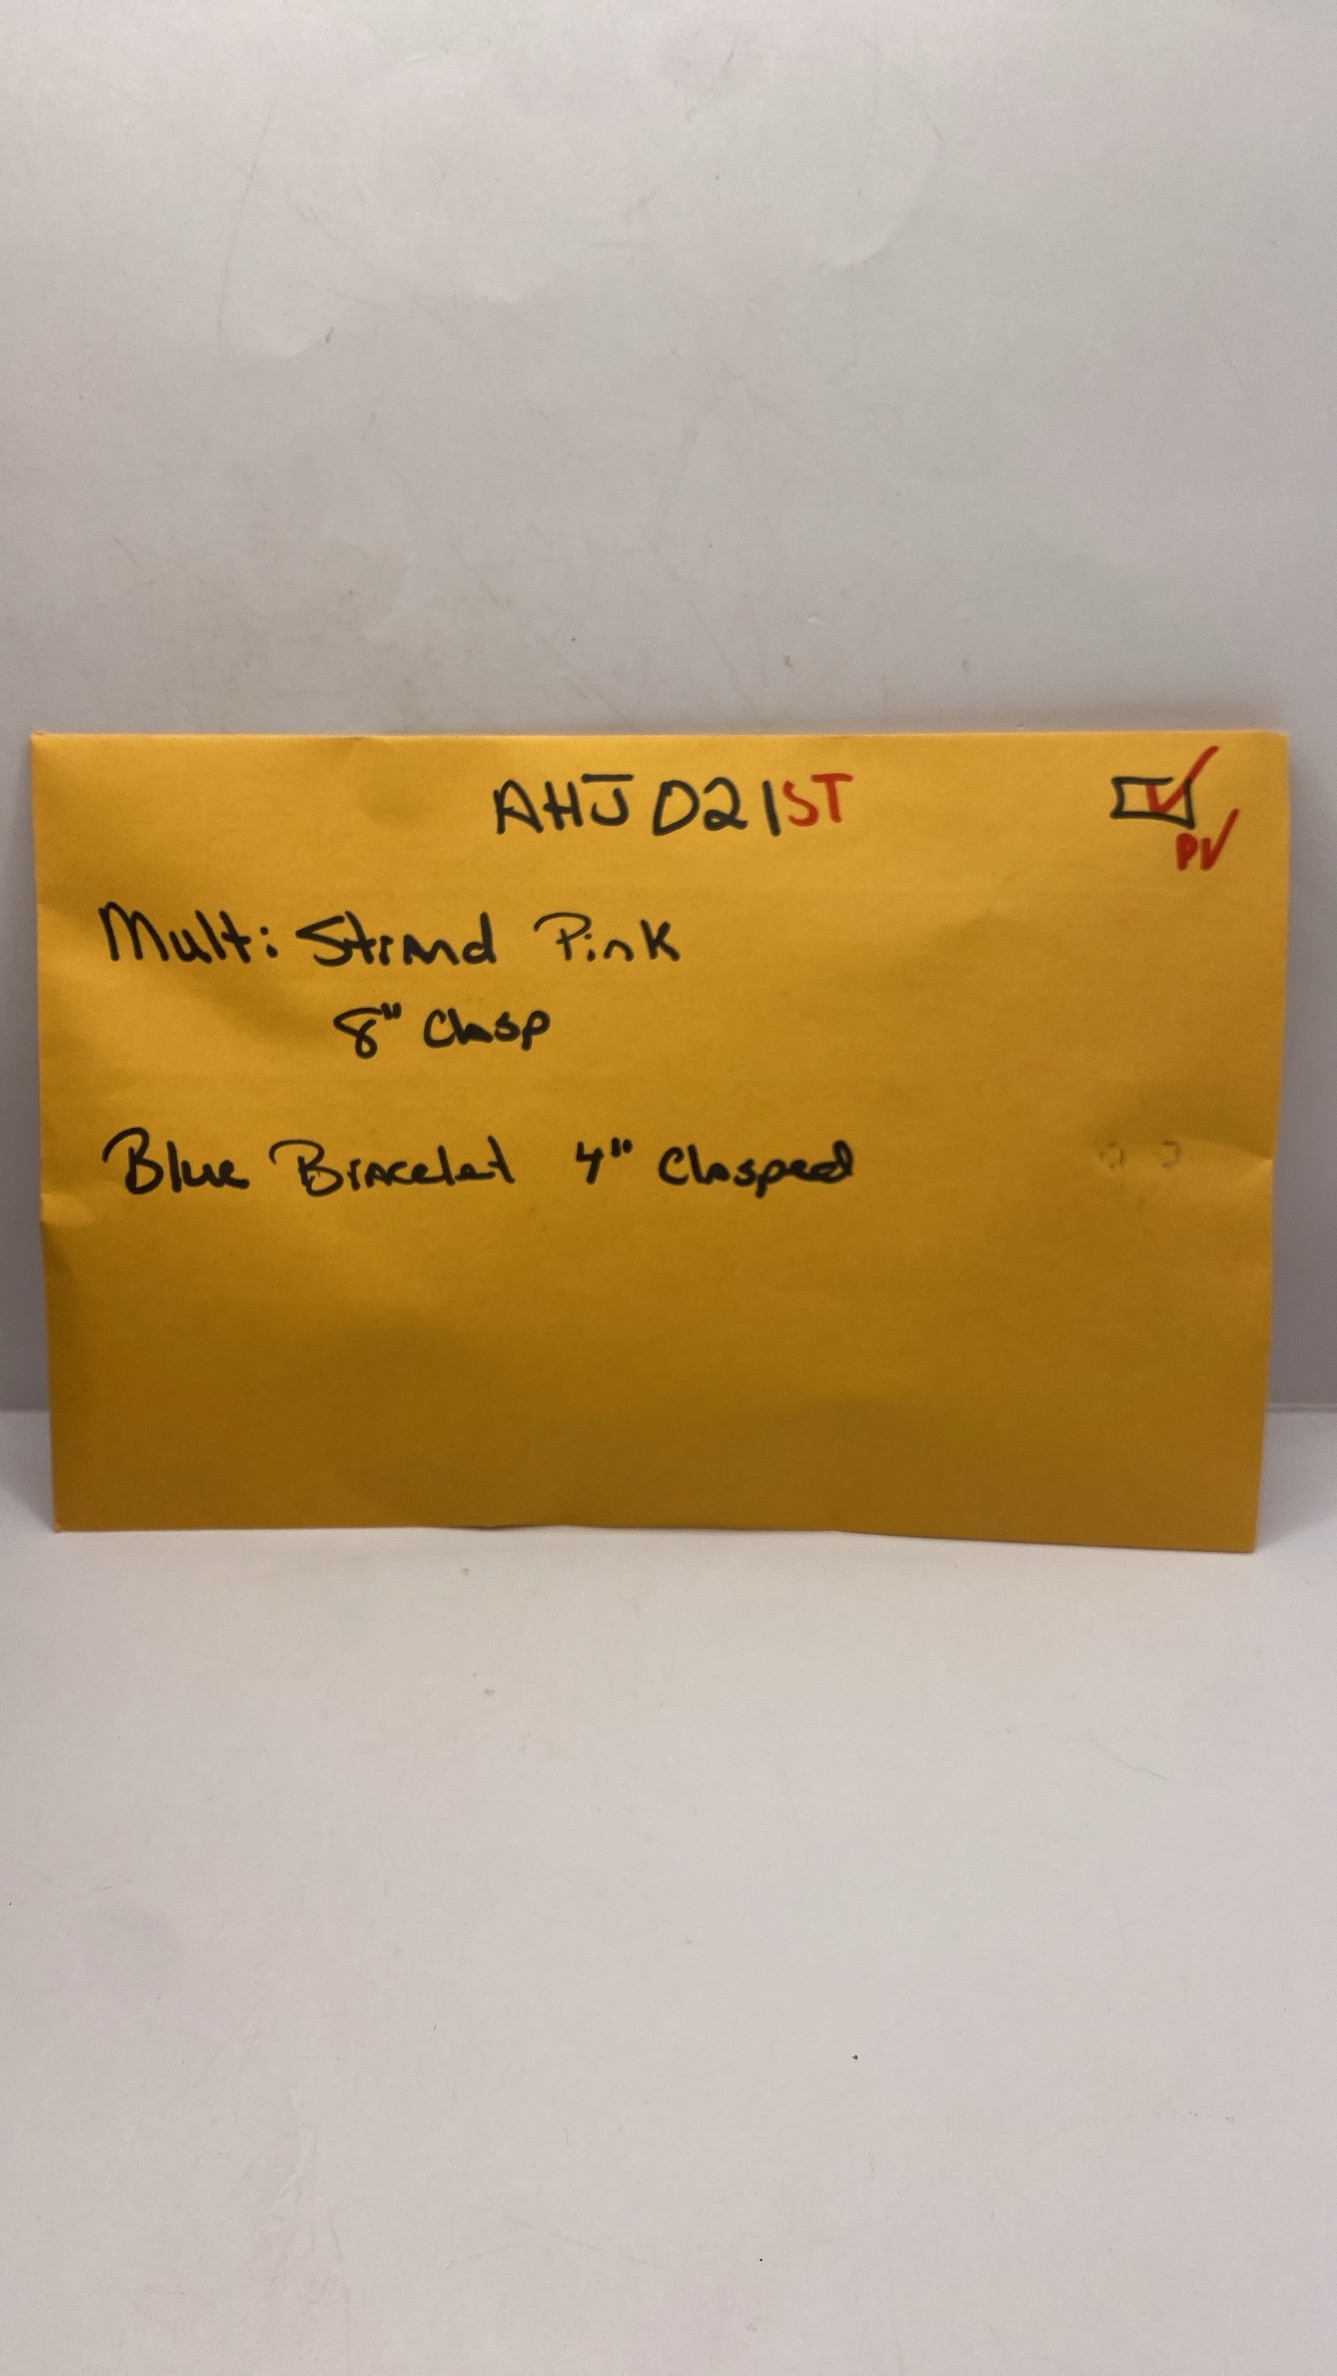 AHJ D21ST
PV
Multi Strand Pink
8" Clasp
Blue Bracelet 4" Clasped